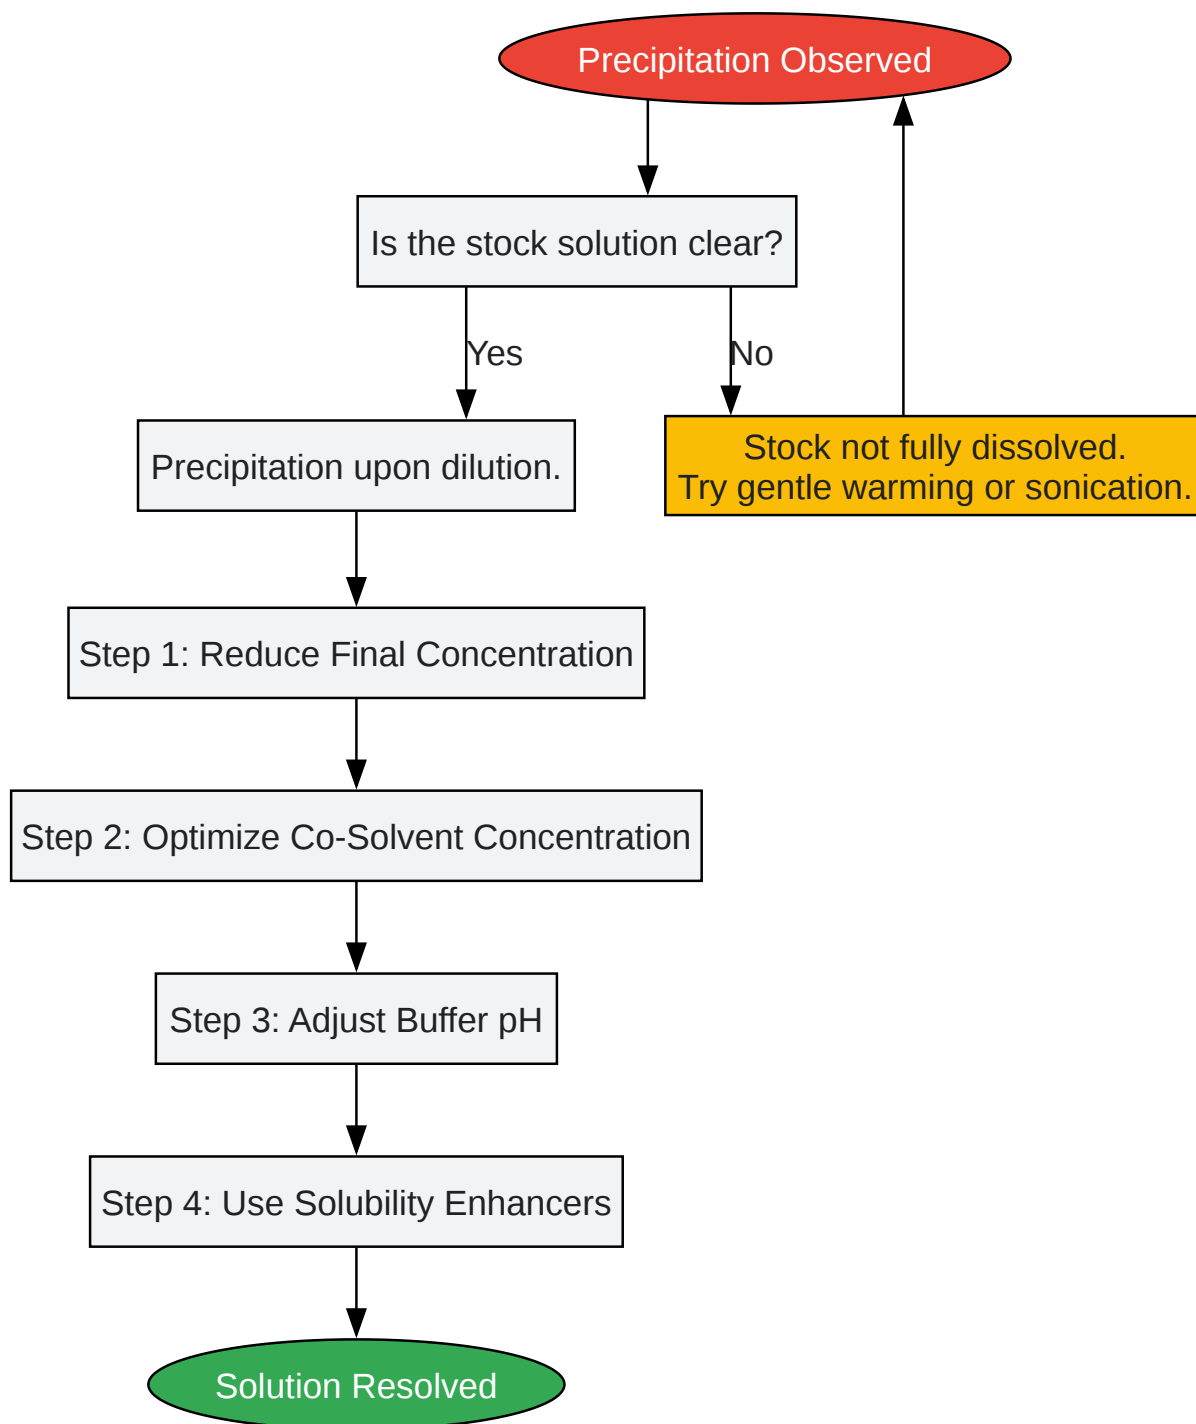 Precipitation Observed
Is the stock solution clear?
Yes
No
Precipitation upon dilution.
Stock not fully dissolved.
Try gentle warming or sonication.
Step 1: Reduce Final Concentration
Step 2: Optimize Co-Solvent Concentration
Step 3: Adjust Buffer pH
Step 4: Use Solubility Enhancers
Solution Resolved